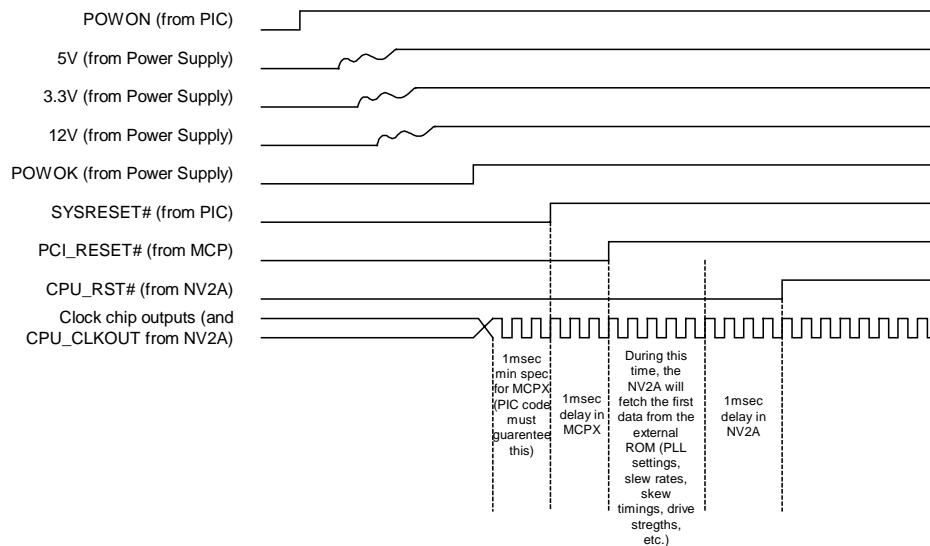 POWON (from PIC)
5V (from Power Supply)
3.3V (from Power Supply)
12V (from Power Supply)
POWOK (from Power Supply)
SYSRESET# (from PIC)
PCI_RESET# (from MCP)
CPU_RST# (from NV2A)
Clock chip outputs (and
CPU_CLKOUT from NV2A)
1msec
min spec
for MCPX
(PIC code
must
guarentee
this)
1msec
delay in
MCPX
During this
time, the
NV2A will
fetch the first
data from the
external
ROM (PLL
settings,
slew rates,
skew
timings, drive
stregths,
etc.)
1msec
delay in
NV2A